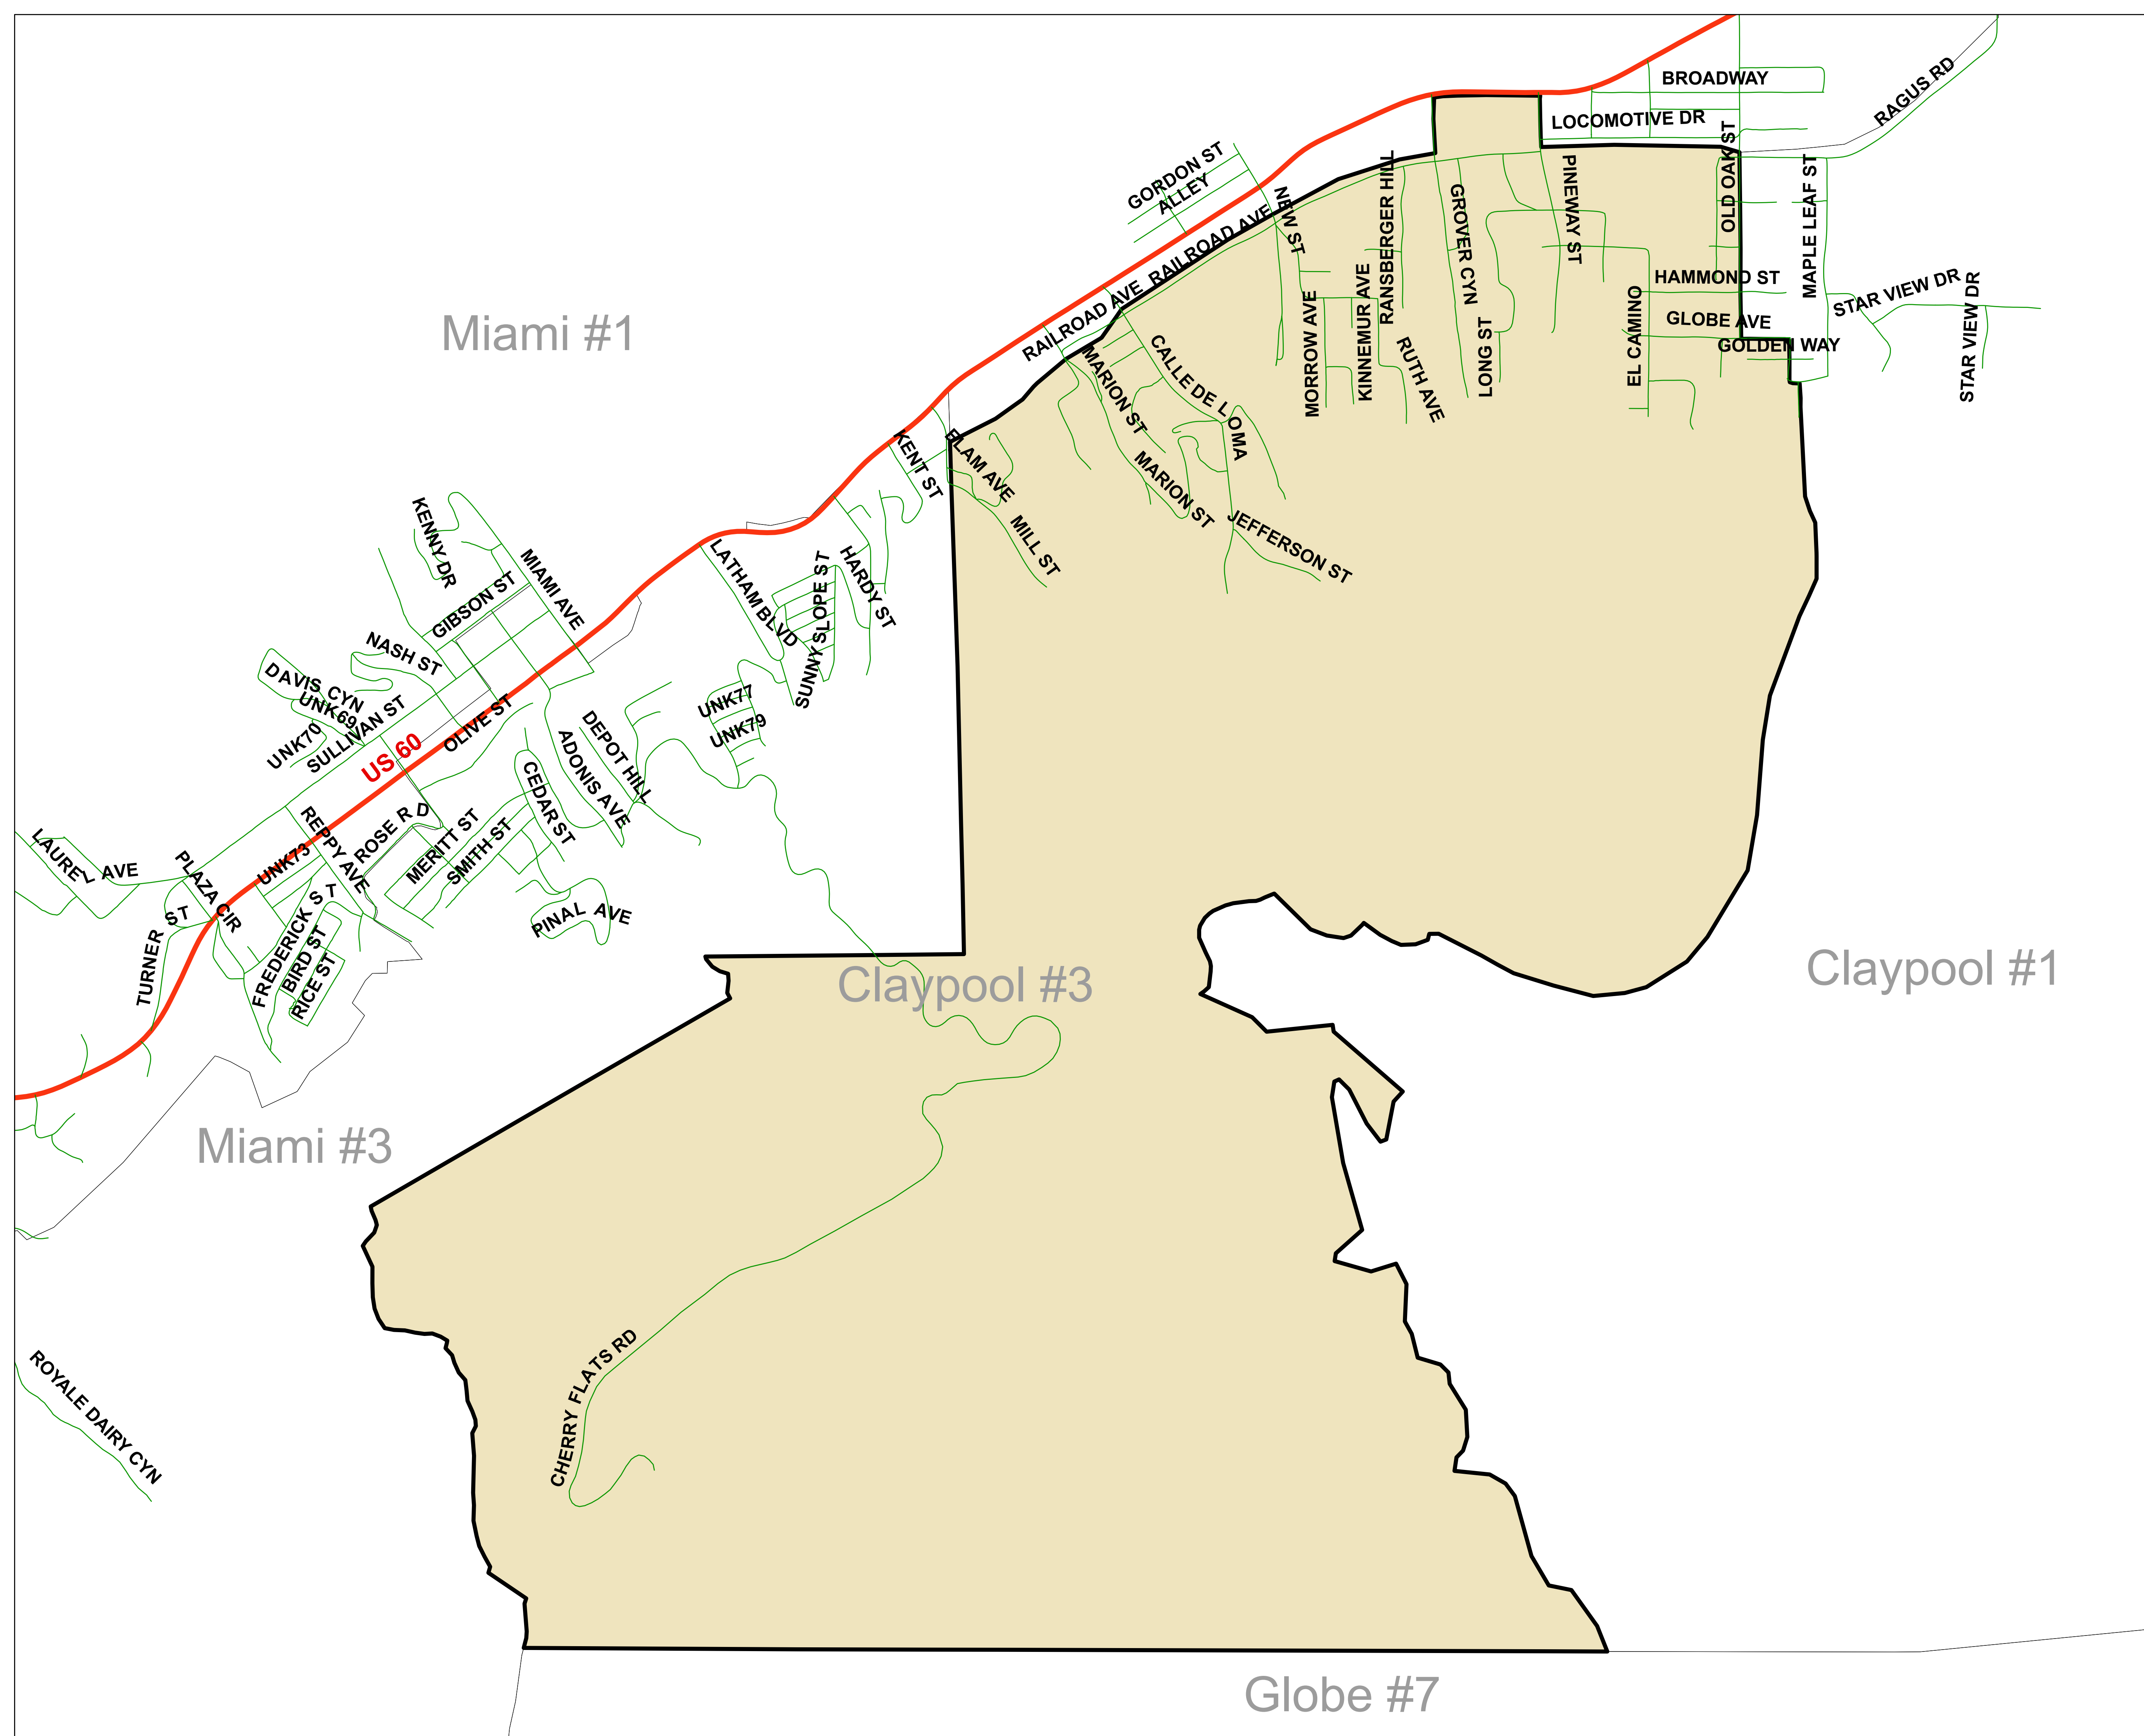 BROADWAY
RAGUS RD
LOCOMOTIVE DR
GORDON ST
ALLEY
OLD OAK ST
MAPLE LEAF ST
PINEWAY ST
RANSBERGER HILL
GROVER CYN
NEW ST
RAILROAD AVE
RAILROAD AVE
HAMMOND ST
STAR VIEW DR
STAR VIEW DR
GLOBE AVE
GOLDEN WAY
EL CAMINO
LONG ST
RUTH AVE
KINNEMUR AVE
MORROW AVE
Miami #1
CALLE DE LOMA
MARION ST
MARION ST
JEFFERSON ST
ELAM AVE
MILL ST
KENT ST
HARDY ST
SUNNY SLOPE ST
LATHAM BLVD
KENNY DR
MIAMI AVE
GIBSON ST
NASH ST
DAVIS CYN
UNK69
UNK70
SULLIVAN ST
US 60
OLIVE ST
UNK77
UNK79
DEPOT HILL
ADONIS AVE
CEDAR ST
ROSE RD
REPPY AVE
MERITT ST
SMITH ST
UNK73
LAUREL AVE
PLAZA CIR
TURNER ST
FREDERICK ST
BIRD ST
RICE ST
PINAL AVE
Claypool #3
Claypool #1
Miami #3
CHERRY FLATS RD
ROYALE DAIRY CYN
Globe #7